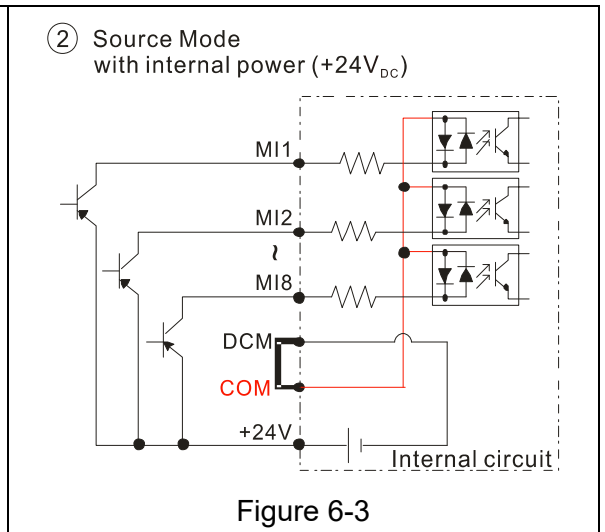 2 Source Mode
with internal power (+24VDC)
MI1
MI2
~
MI8
DCM
COM
+24V
Internal circuit
Figure 6-3